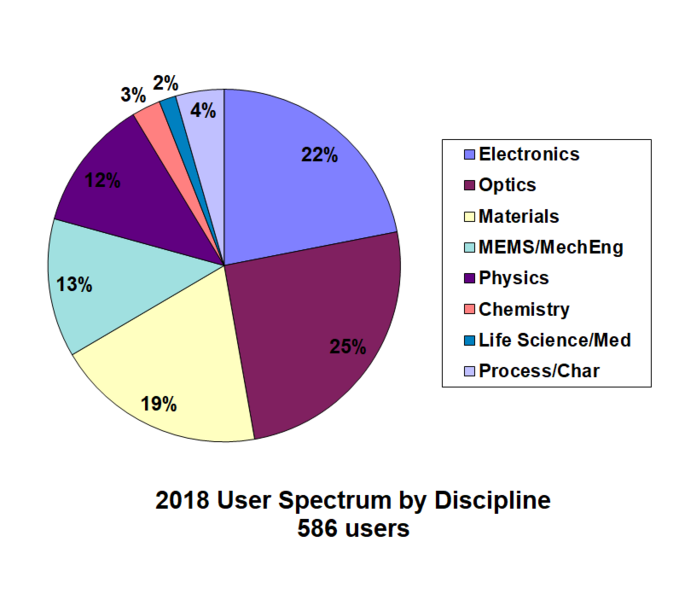 2%
3%
4%
22%
12%
13%
25%
19%
Electronics
Optics
Materials
MEMS/MechEng
Physics
Chemistry
Life Science/Med
Process/Char
2018 User Spectrum by Discipline
586 users